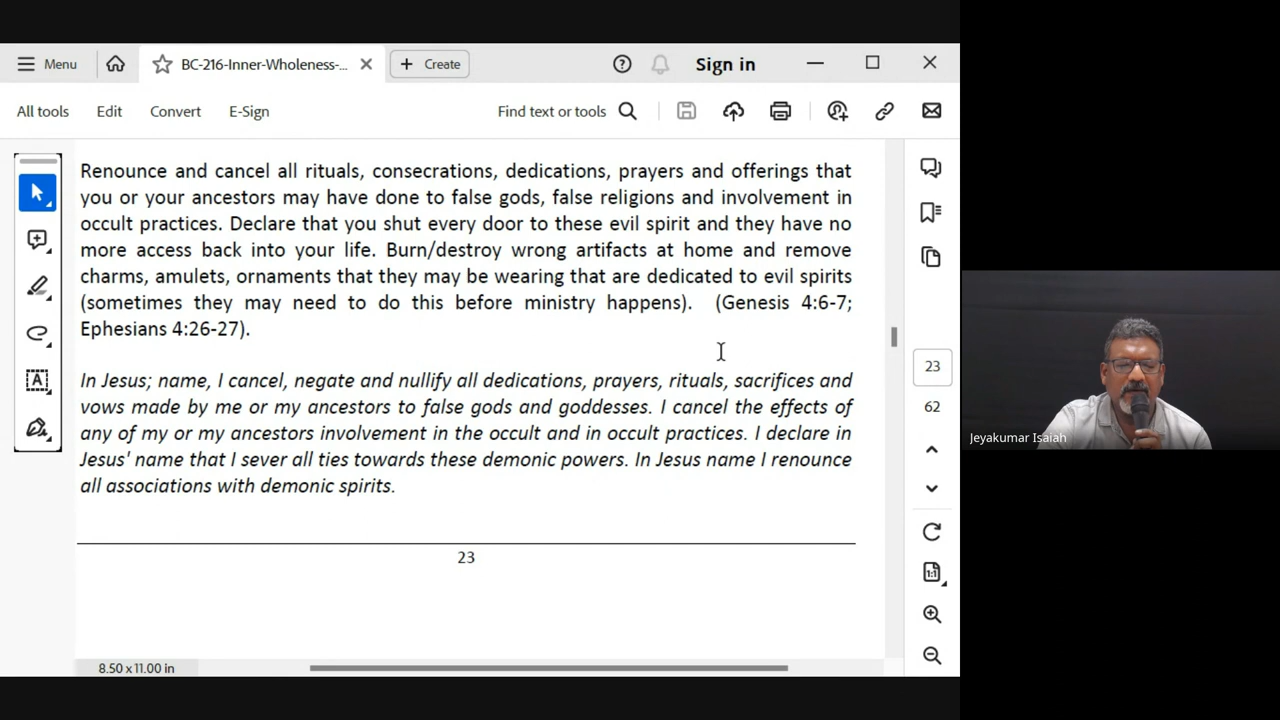 Menu
BC-216-Inner-Wholeness-...
Create
Sign in
All tools
Edit
Convert
E-Sign
Find text or tools
Renounce and cancel all rituals, consecrations, dedications, prayers and offerings that
you or your ancestors may have done to false gods, false religions and involvement in
occult practices. Declare that you shut every door to these evil spirit and they have no
more access back into your life. Burn/destroy wrong artifacts at home and remove
charms, amulets, ornaments that they may be wearing that are dedicated to evil spirits
(sometimes they may need to do this before ministry happens). (Genesis 4:6-7;
Ephesians 4:26-27).
In Jesus; name, I cancel, negate and nullify all dedications, prayers, rituals, sacrifices and
vows made by me or my ancestors to false gods and goddesses. I cancel the effects of
any of my or my ancestors involvement in the occult and in occult practices. I declare in
Jesus' name that I sever all ties towards these demonic powers. In Jesus name I renounce
all associations with demonic spirits.
23
8.50 x 11.00 in
23
62
1:1
Jeyakumar Isaiah